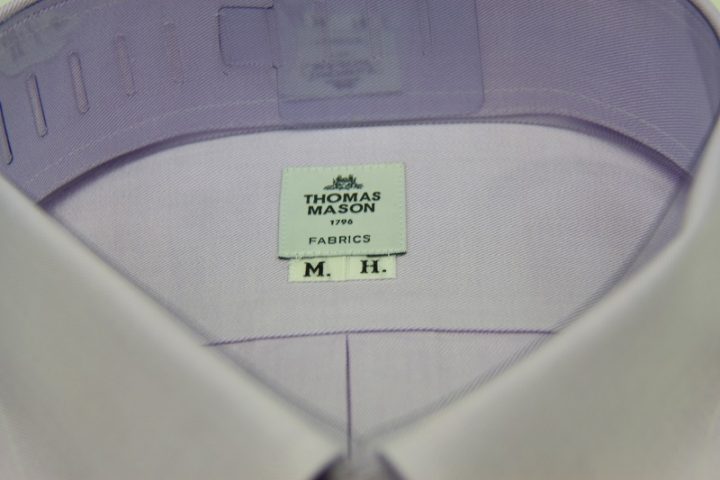 THOMAS
MASON
1796
FABRICS
M. H.